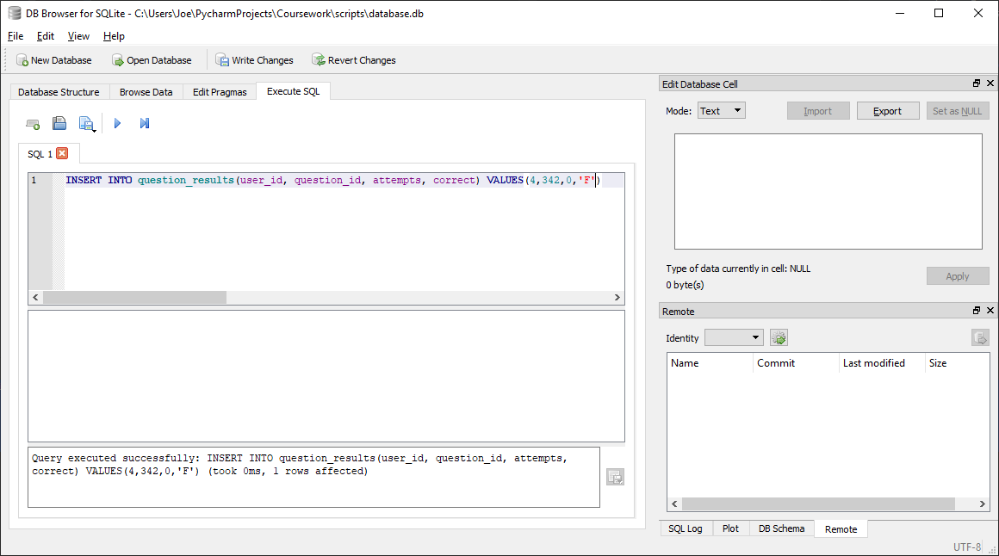 DB Browser for SQLite - C:\Users\Joe\PycharmProjects\Coursework\scripts\database.db
File Edit View Help
New Database Open Database Write Changes Revert Changes
Database Structure Browse Data Edit Pragmas Execute SQL
SQL 1
1 INSERT INTO question_results(user_id, question_id, attempts, correct) VALUES(4,342,0,'F')
Query executed successfully: INSERT INTO question_results(user_id, question_id, attempts,
correct) VALUES(4,342,0,'F') (took 0ms, 1 rows affected)
Edit Database Cell
Mode: Text Import Export Set as NULL
Type of data currently in cell: NULL
0 byte(s)
Apply
Remote
Identity
Name Commit Last modified Size
SQL Log Plot DB Schema Remote
UTF-8